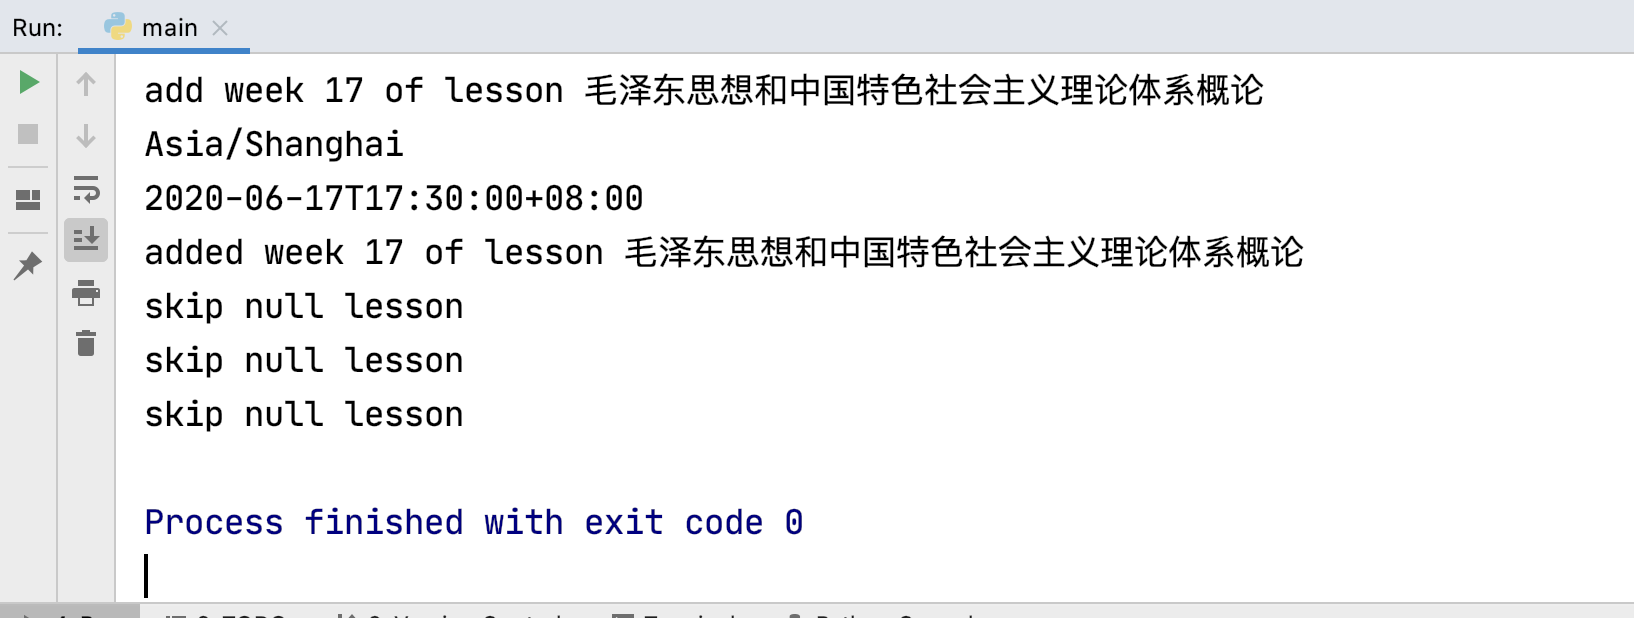 Run: main
add week 17 of lesson 毛泽东思想和中国特色社会主义理论体系概论
Asia/Shanghai
2020-06-17T17:30:00+08:00
added week 17 of lesson 毛泽东思想和中国特色社会主义理论体系概论
skip null lesson
skip null lesson
skip null lesson
Process finished with exit code 0